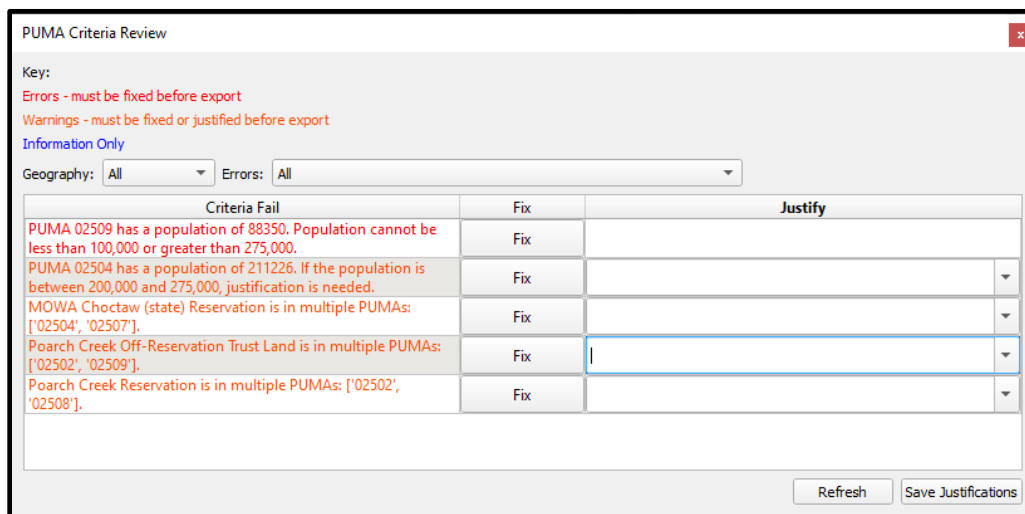 PUMA Criteria Review
x
Key:
Errors - must be fixed before export
Warnings - must be fixed or justified before export
Information Only
Geography: All Errors: All
Criteria Fail Fix Justify
PUMA 02509 has a population of 88350. Population cannot be
less than 100,000 or greater than 275,000.
Fix
PUMA 02504 has a population of 211226. If the population is
between 200,000 and 275,000, justification is needed.
Fix
MOWA Choctaw (state) Reservation is in multiple PUMAs:
['02504', '02507'].
Fix
Poarch Creek Off-Reservation Trust Land is in multiple PUMAs:
['02502', '02509'].
Fix
Poarch Creek Reservation is in multiple PUMAs: ['02502',
'02508'].
Fix
Refresh Save Justifications